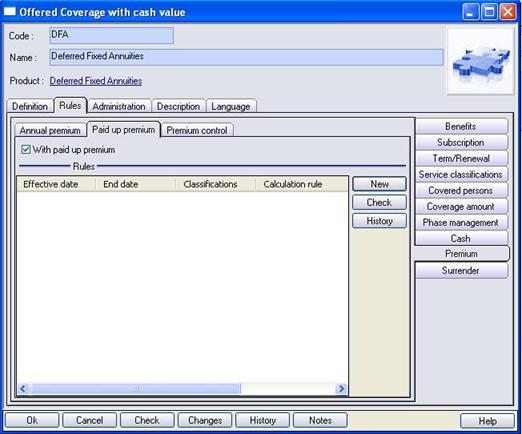 Offered Coverage with cash value
Code : DFA
Name : Deferred Fixed Annuities
Product : Deferred Fixed Annuities
Definition Rules Administration Description Language
Annual premium Paid up premium Premium control
With paid up premium
Rules
Effective date End date Classifications Calculation rule
New
Check
History
Benefits
Subscription
Term/Renewal
Service classifications
Covered persons
Coverage amount
Phase management
Cash
Premium
Surrender
Ok Cancel Check Changes History Notes Help